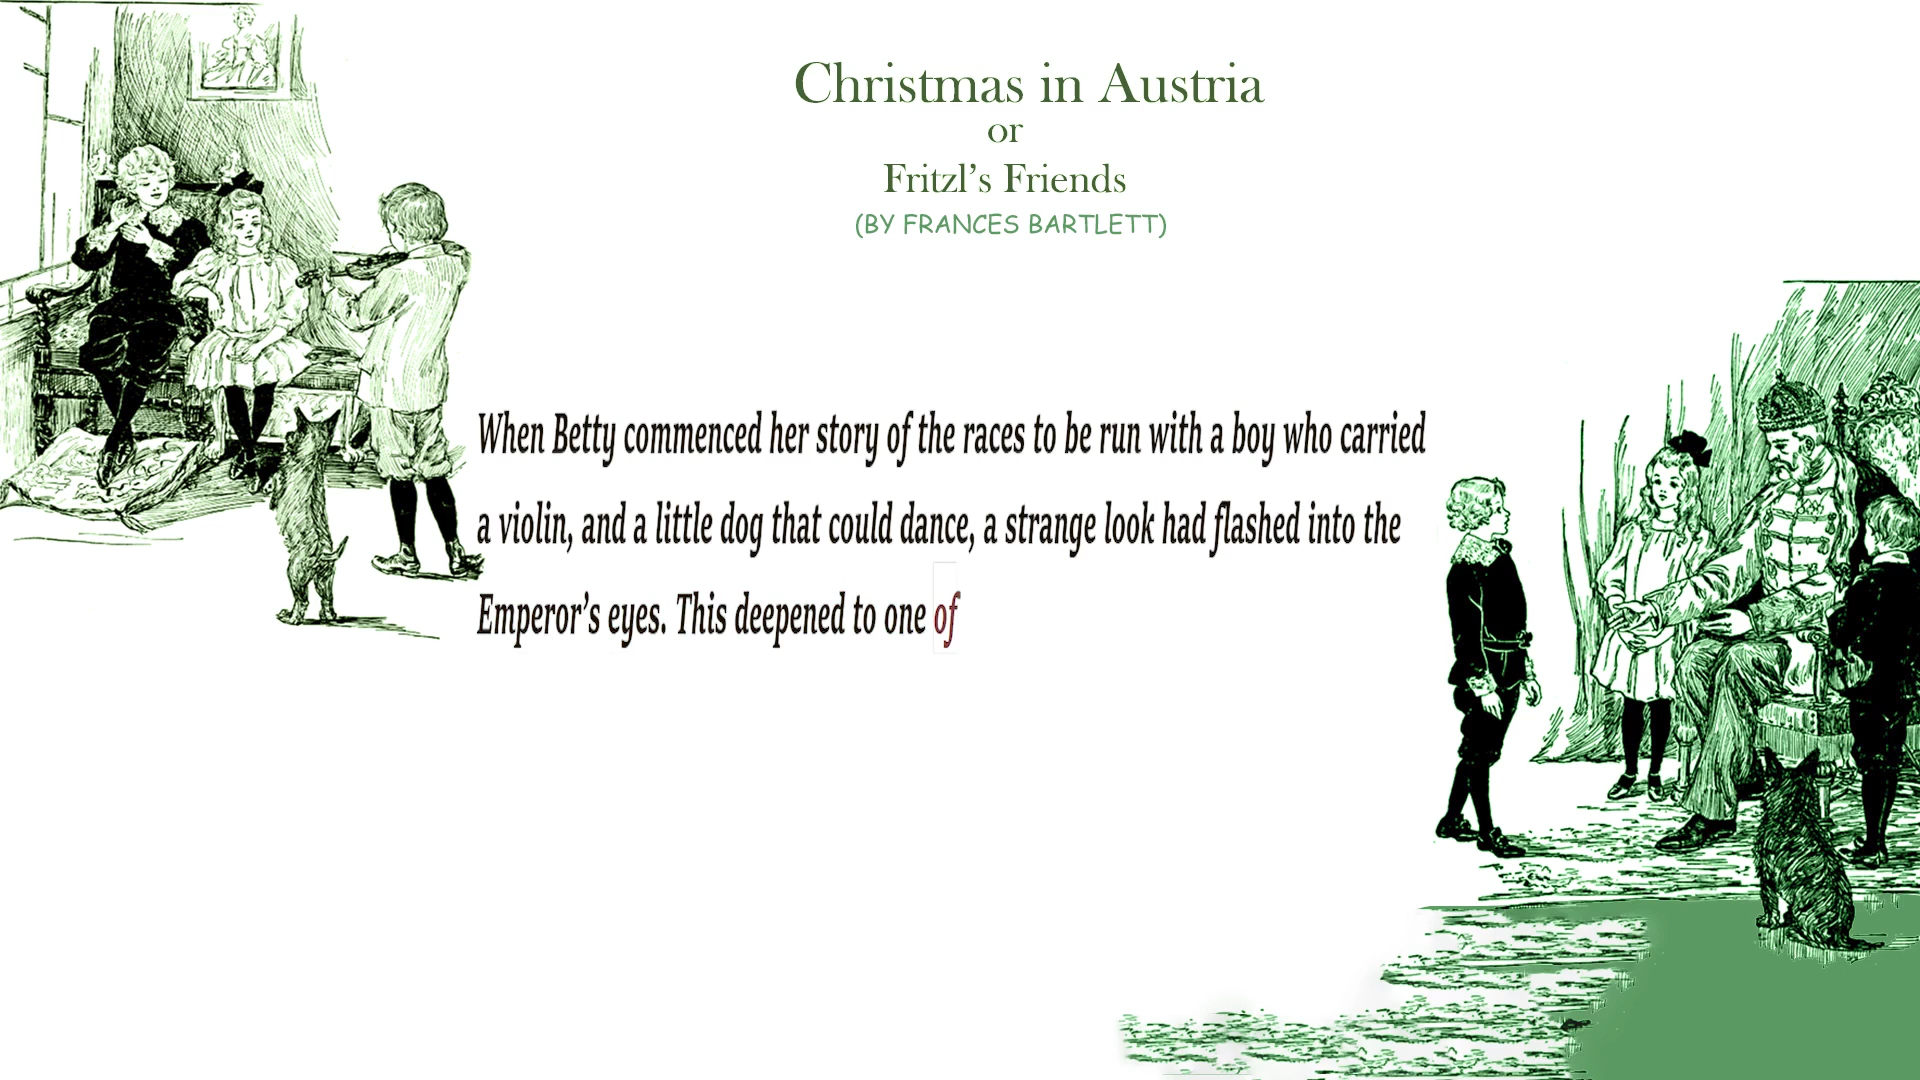 Christmas in Austria
or
Fritzl’s Friends
(BY FRANCES BARTLETT)
When Betty commenced her story of the races to be run with a boy who carried
a violin, and a little dog that could dance, a strange look had flashed into the
Emperor’s eyes. This deepened to one of